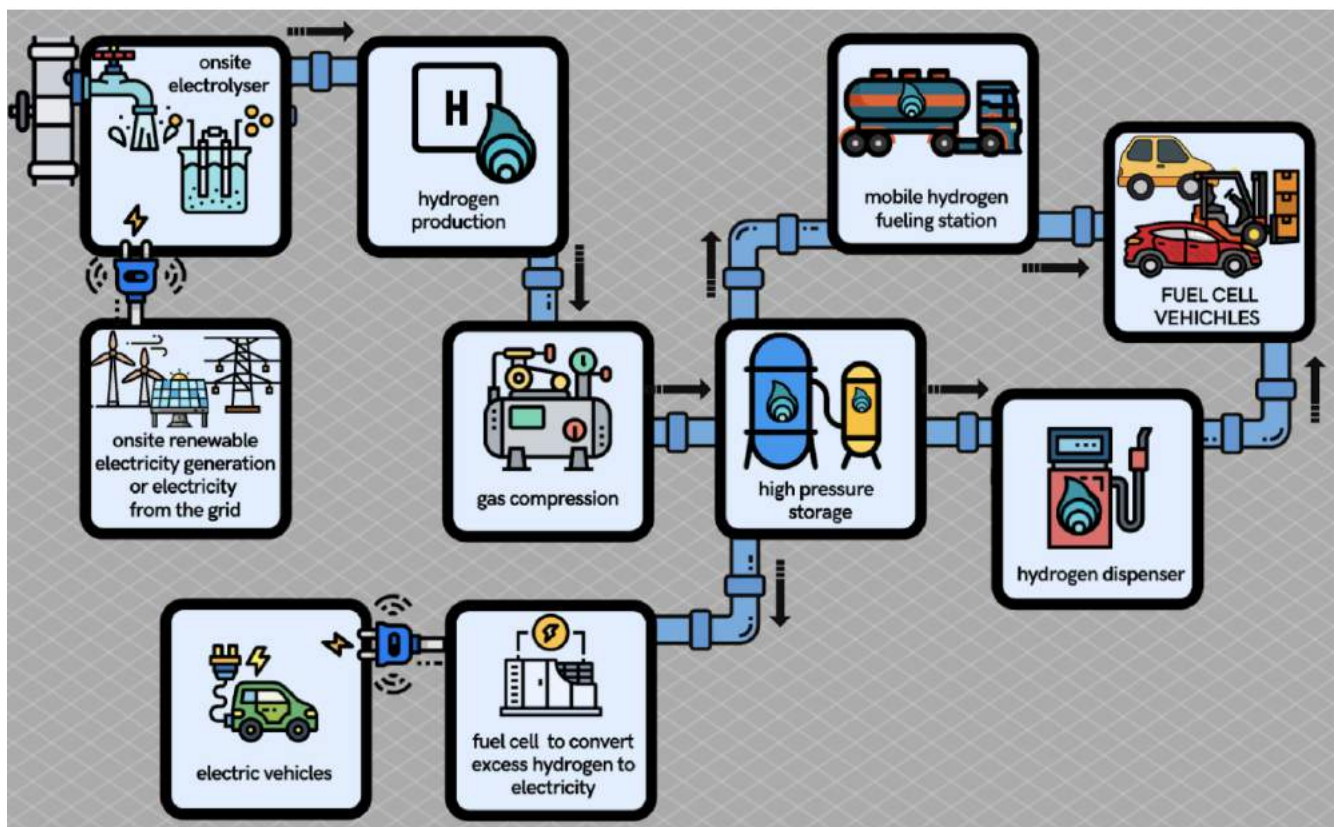 onsite
electrolyser
H
hydrogen
production
mobile hydrogen
fueling station
FUEL CELL
VEHICHLES
onsite renewable
electricity generation
or electricity
from the grid
gas compression
high pressure
storage
hydrogen dispenser
electric vehicles
fuel cell to convert
excess hydrogen to
electricity